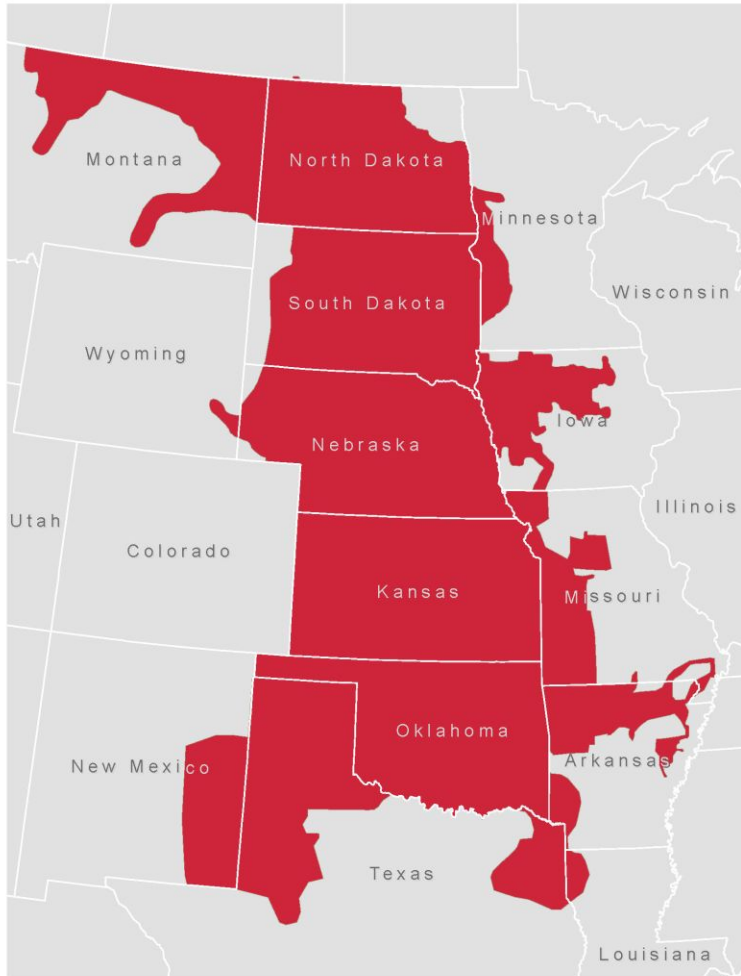 Montana
North Dakota
Minnesota
South Dakota
Wisconsin
Wyoming
Iowa
Nebraska
Utah
Illinois
Colorado
Kansas
Missouri
Oklahoma
New Mexico
Arkansas
Texas
Louisiana